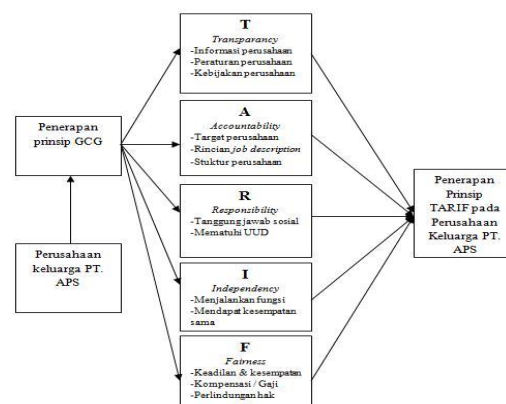 T
Transparancy
-Informasi perusahaan
-Peraturan perusahaan
-Kebijakan perusahaan
A
Accountability
-Target perusahaan
-Rincian job description
-Stuktur perusahaan
R
Responsibility
-Tanggung jawab sosial
-Mematuhi UUD
I
Independency
-Menjalankan fungsi
-Mendapat kesempatan
sama
F
Fairness
-Keadilan & kesempatan
-Kompensasi / Gaji
-Perlindungan hak
Penerapan
prinsip GCG
Perusahaan
keluarga PT.
APS
Penerapan
Prinsip
TARIF pada
Perusahaan
Keluarga PT.
APS